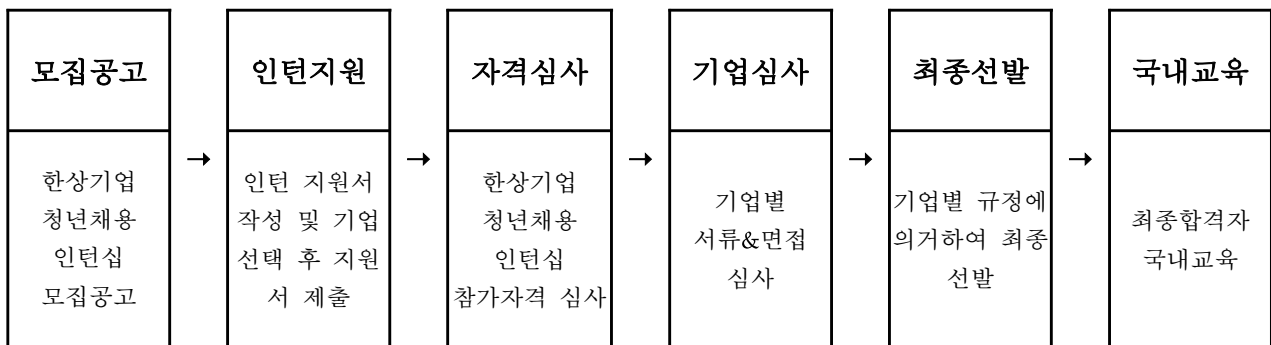 모집공고
한상기업
청년채용
인턴십
모집공고
→
인턴지원
인턴 지원서
작성 및 기업
선택 후 지원
서 제출
→
자격심사
한상기업
청년채용
인턴십
참가자격 심사
→
기업심사
기업별
서류&면접
심사
→
최종선발
기업별 규정에
의거하여 최종
선발
→
국내교육
최종합격자
국내교육